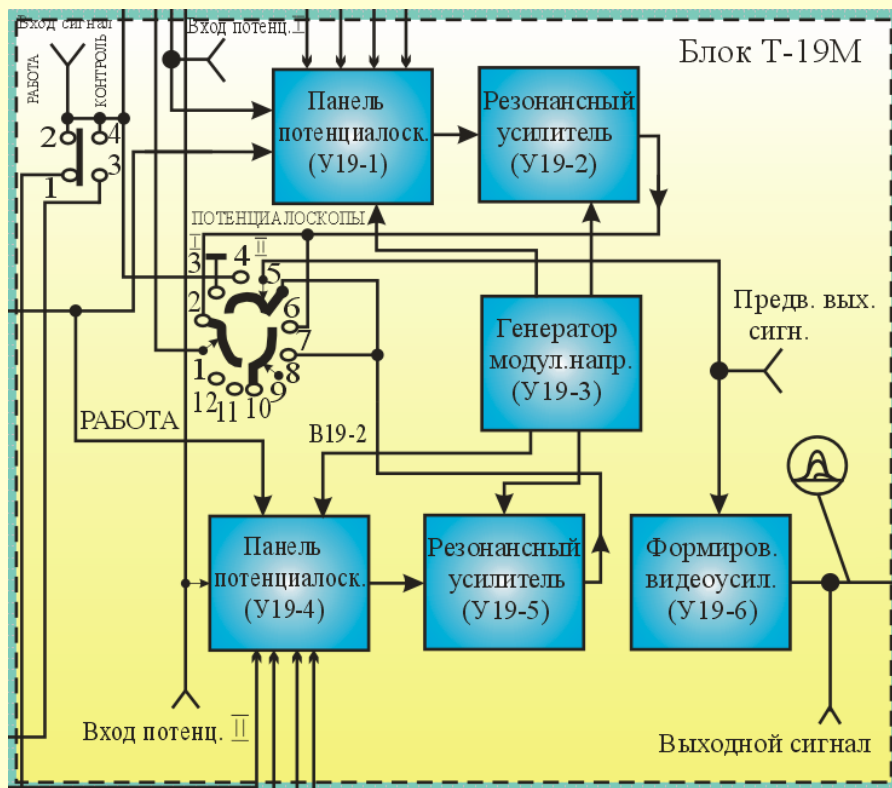 Вход сигнал
Вход потенц. I
Блок Т-19М
РАБОТА
КОНТРОЛЬ
2
4
1
3
Панель
потенциалоск.
(У19-1)
Резонансный
усилитель
(У19-2)
ПОТЕНЦИАЛОСКОПЫ
I
II
3
4
5
2
6
7
1
8
12
11
10
9
Генератор
модул.напр.
(У19-3)
Предв. вых.
сигн.
РАБОТА
В19-2
Панель
потенциалоск.
(У19-4)
Резонансный
усилитель
(У19-5)
Формиров.
видеоусил.
(У19-6)
Вход потенц. II
Выходной сигнал